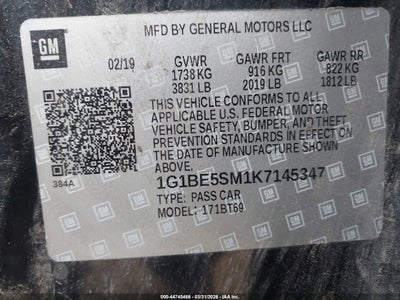 MFD BY GENERAL MOTORS LLC
GM
02/19 GVWR GAWR FRT GAWR RR
1738 KG 916 KG 822 KG
3831 LB 2019 LB 1812 LB
THIS VEHICLE CONFORMS TO ALL
APPLICABLE U.S. FEDERAL MOTOR
VEHICLE SAFETY, BUMPER, AND THEFT
PREVENTION STANDARDS IN EFFECT ON
THE DATE OF MANUFACTURE SHOWN
ABOVE.
384A
1G1BE5SM1K7145347
TYPE: PASS CAR
MODEL: 171BT69
© 000-44745466 - (03/31/2026) - IAAI.COM